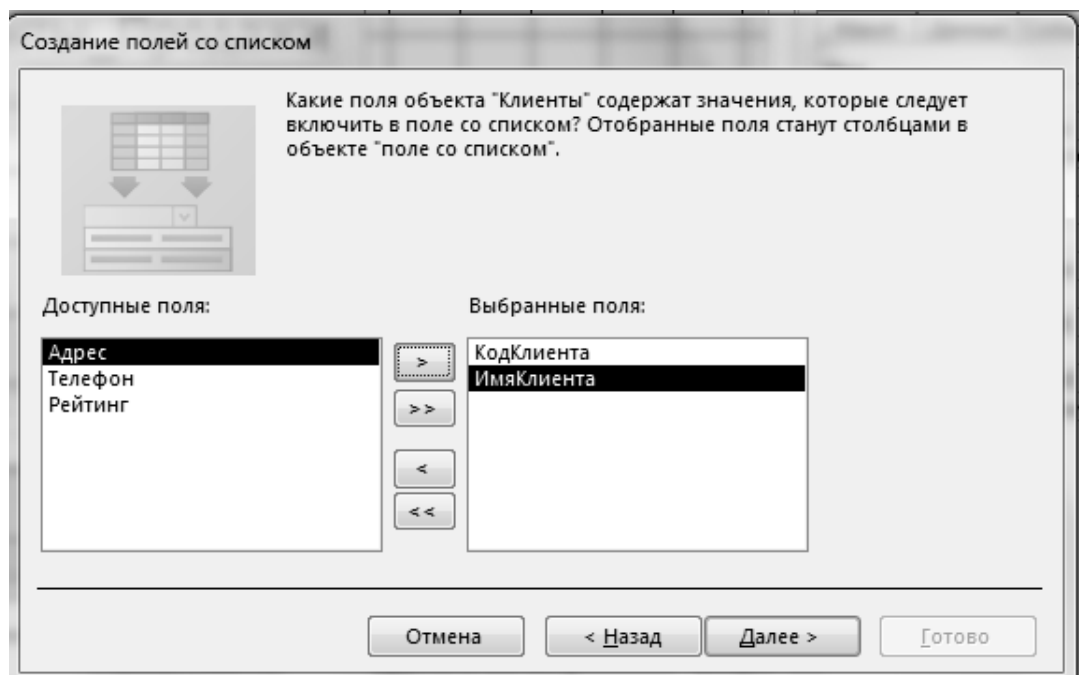 Создание полей со списком
Какие поля объекта "Клиенты" содержат значения, которые следует
включить в поле со списком? Отобранные поля станут столбцами в
объекте "поле со списком".
Доступные поля:
Выбранные поля:
Адрес
Телефон
Рейтинг
>
>>
<
<<
КодКлиента
ИмяКлиента
Отмена
< Назад
Далее >
Готово